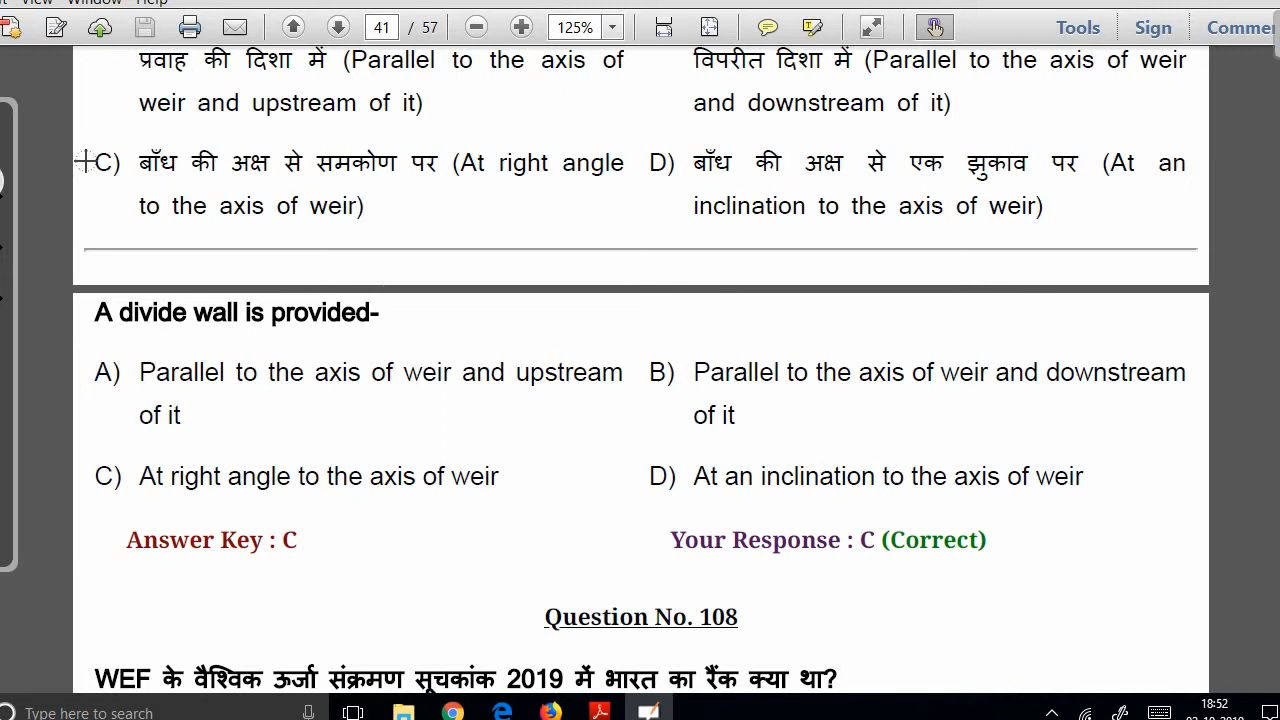 View Window Help
41 / 57 125% Tools Sign
प्रवाह की दिशा में (Parallel to the axis of
weir and upstream of it)
विपरीत दिशा में (Parallel to the axis of weir
and downstream of it)
C) बाँध की अक्ष से समकोण पर (At right angle
to the axis of weir)
D) बाँध की अक्ष से एक झुकाव पर (At an
inclination to the axis of weir)
A divide wall is provided-
A) Parallel to the axis of weir and upstream
of it
B) Parallel to the axis of weir and downstream
of it
C) At right angle to the axis of weir
D) At an inclination to the axis of weir
Answer Key : C
Your Response : C (Correct)
Question No. 108
WEF के वैश्विक ऊर्जा संक्रमण सूचकांक 2019 में भारत का रैंक क्या था?
Type here to search
18:52